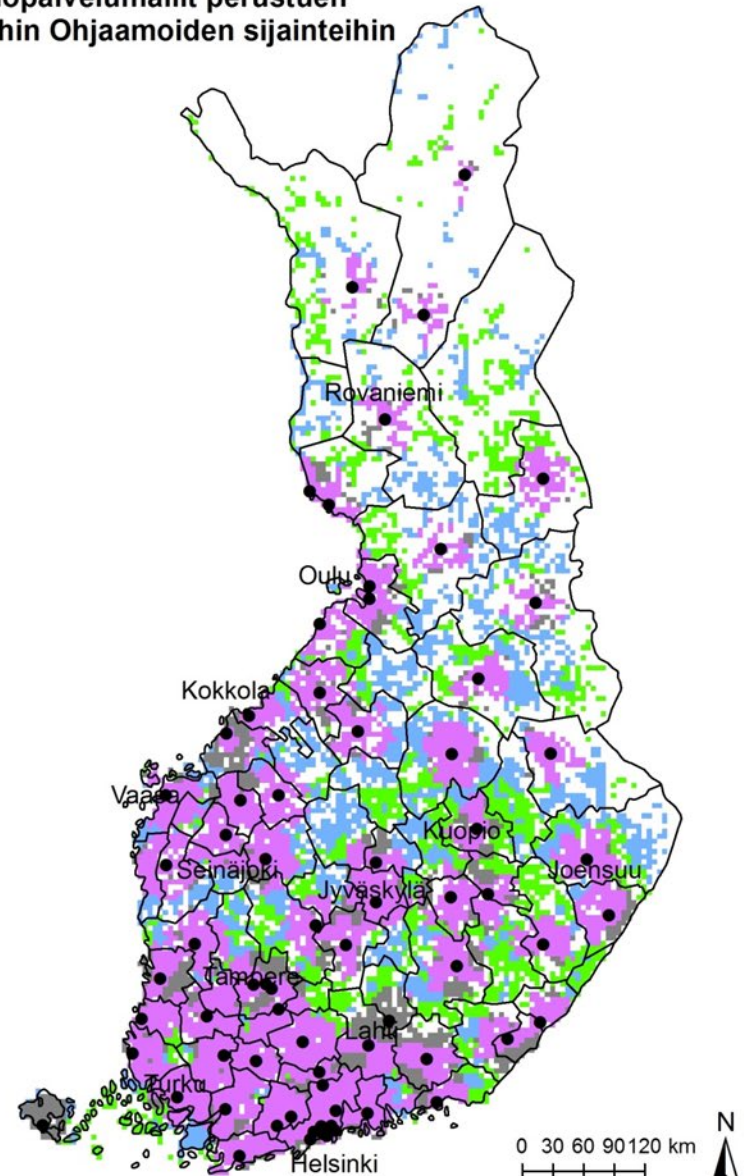 hin Ohjaamoiden sijainteihin
Rovaniemi
Oulu
Kokkola
Vaasa
Kuopio
Seinäjoki
Joensuu
Jyväskylä
Tampere
Lahti
Turku
Helsinki
N
0 30 60 90 120 km